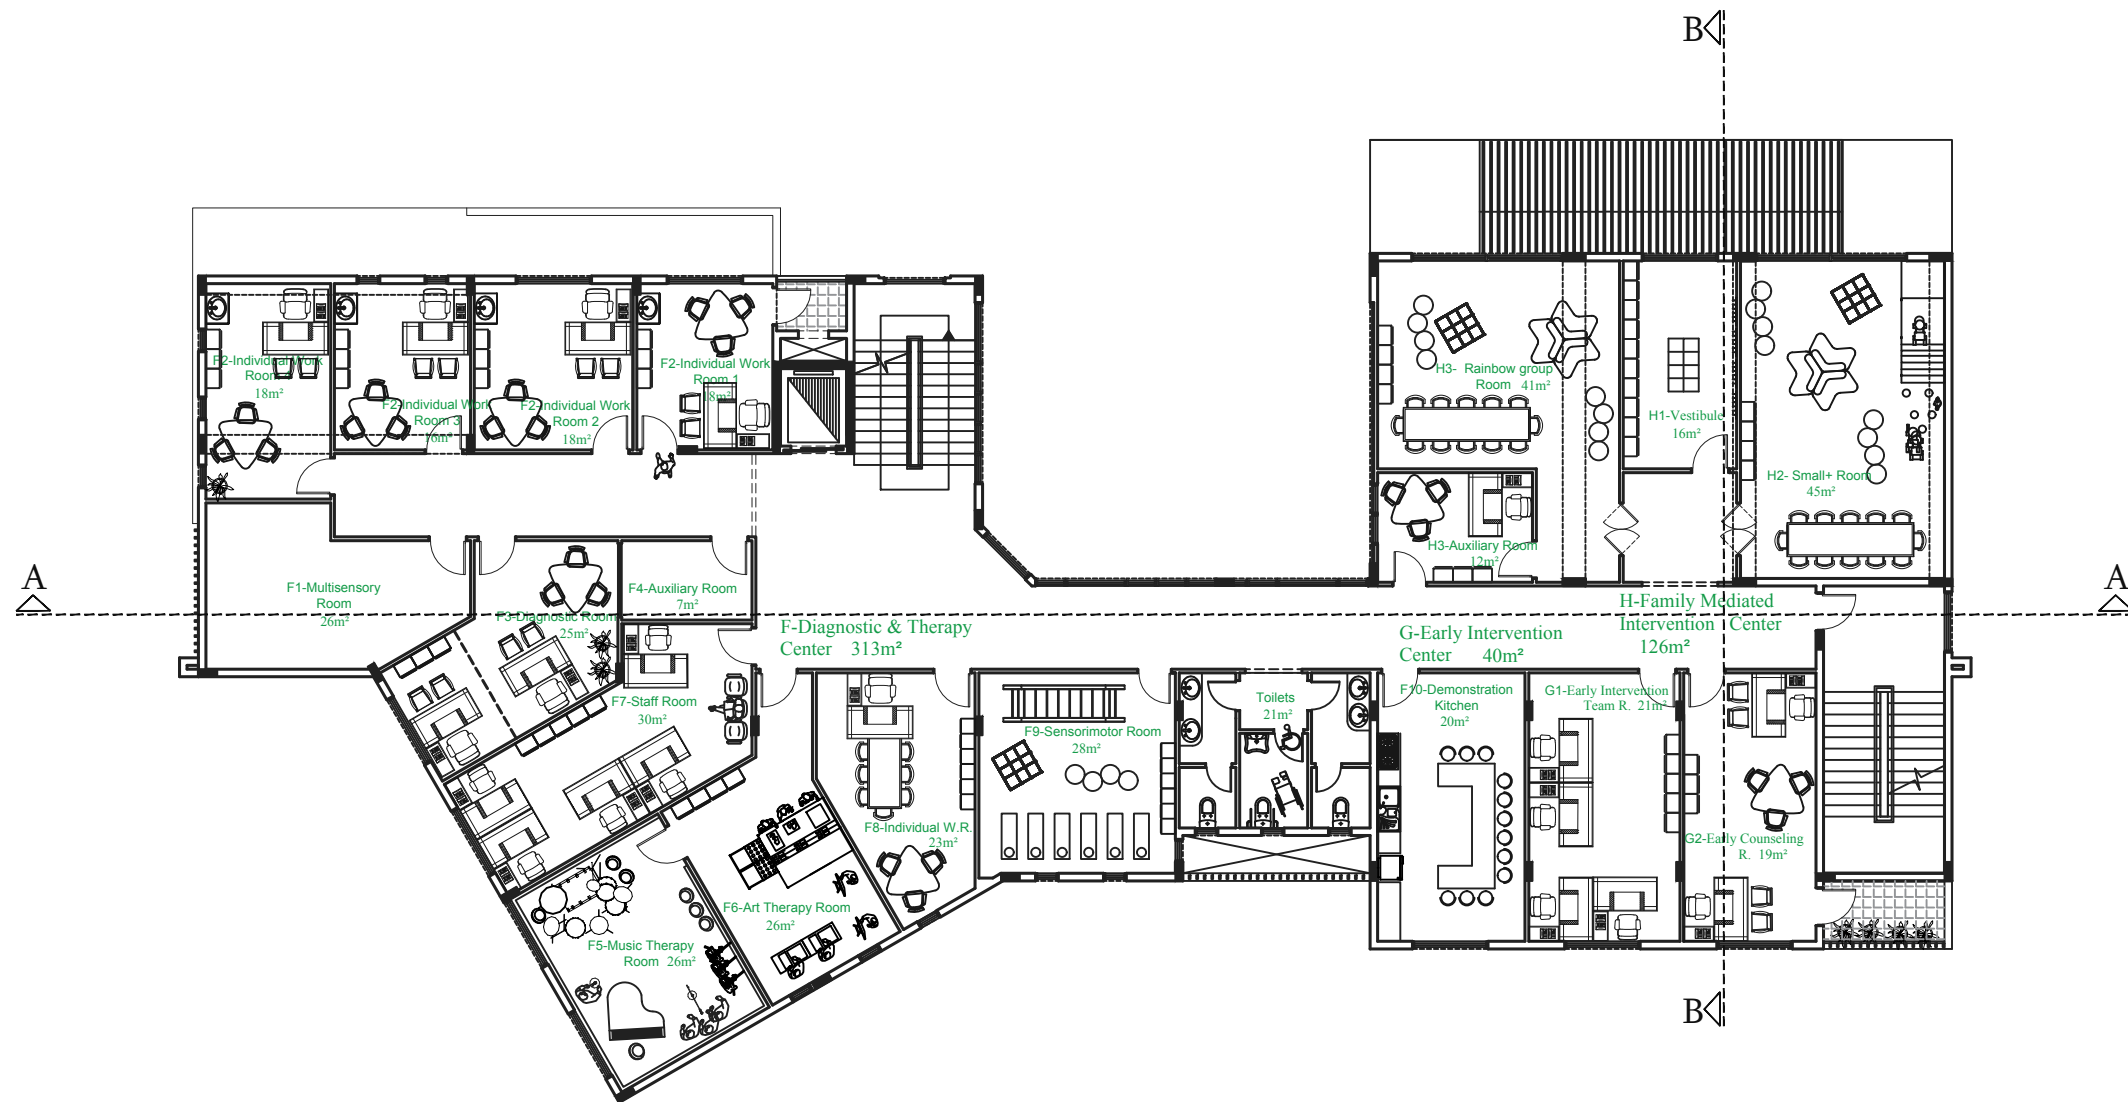 B
F2-Individual Work
Room 4
18m²
F2-Individual Work
Room 3
16m²
F2-Individual Work
Room 2
18m²
F2-Individual Work
Room 1
18m²
H3- Rainbow group
Room 41m²
H1-Vestibule
16m²
H2- Small+ Room
45m²
H3-Auxiliary Room
12m²
A
A
F1-Multisensory
Room
26m²
F3-Diagnostic Room
25m²
F4-Auxiliary Room
7m²
F-Diagnostic & Therapy
Center 313m²
G-Early Intervention
Center 40m²
H-Family Mediated
Intervention Center
126m²
F7-Staff Room
30m²
Toilets
21m²
F10-Demonstration
Kitchen
20m²
G1-Early Intervention
Team R. 21m²
F9-Sensorimotor Room
28m²
F8-Individual W.R.
23m²
G2-Early Counseling
R. 19m²
F6-Art Therapy Room
26m²
F5-Music Therapy
Room 26m²
B